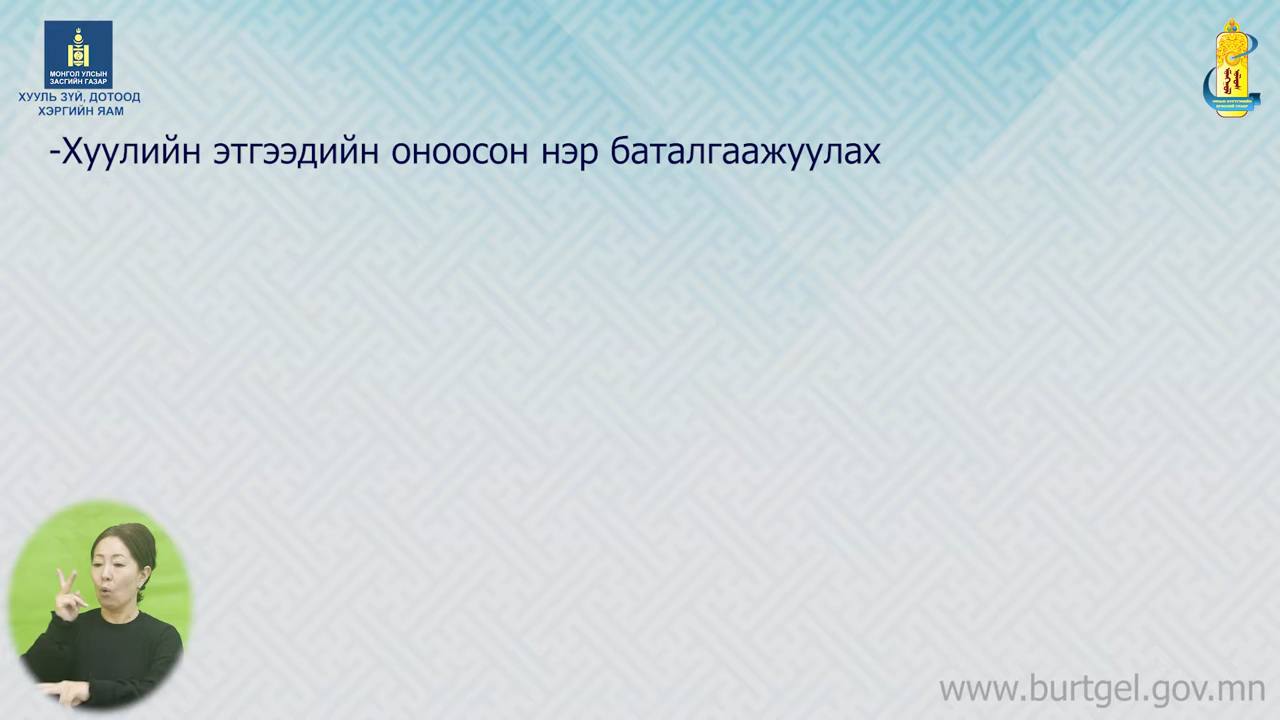 МОНГОЛ УЛСЫН
ЗАСГИЙН ГАЗАР
ХУУЛЬ ЗҮЙ, ДОТООД
ХЭРГИЙН ЯАМ
-Хуулийн этгээдийн оноосон нэр баталгаажуулах
www.burtgel.gov.mn